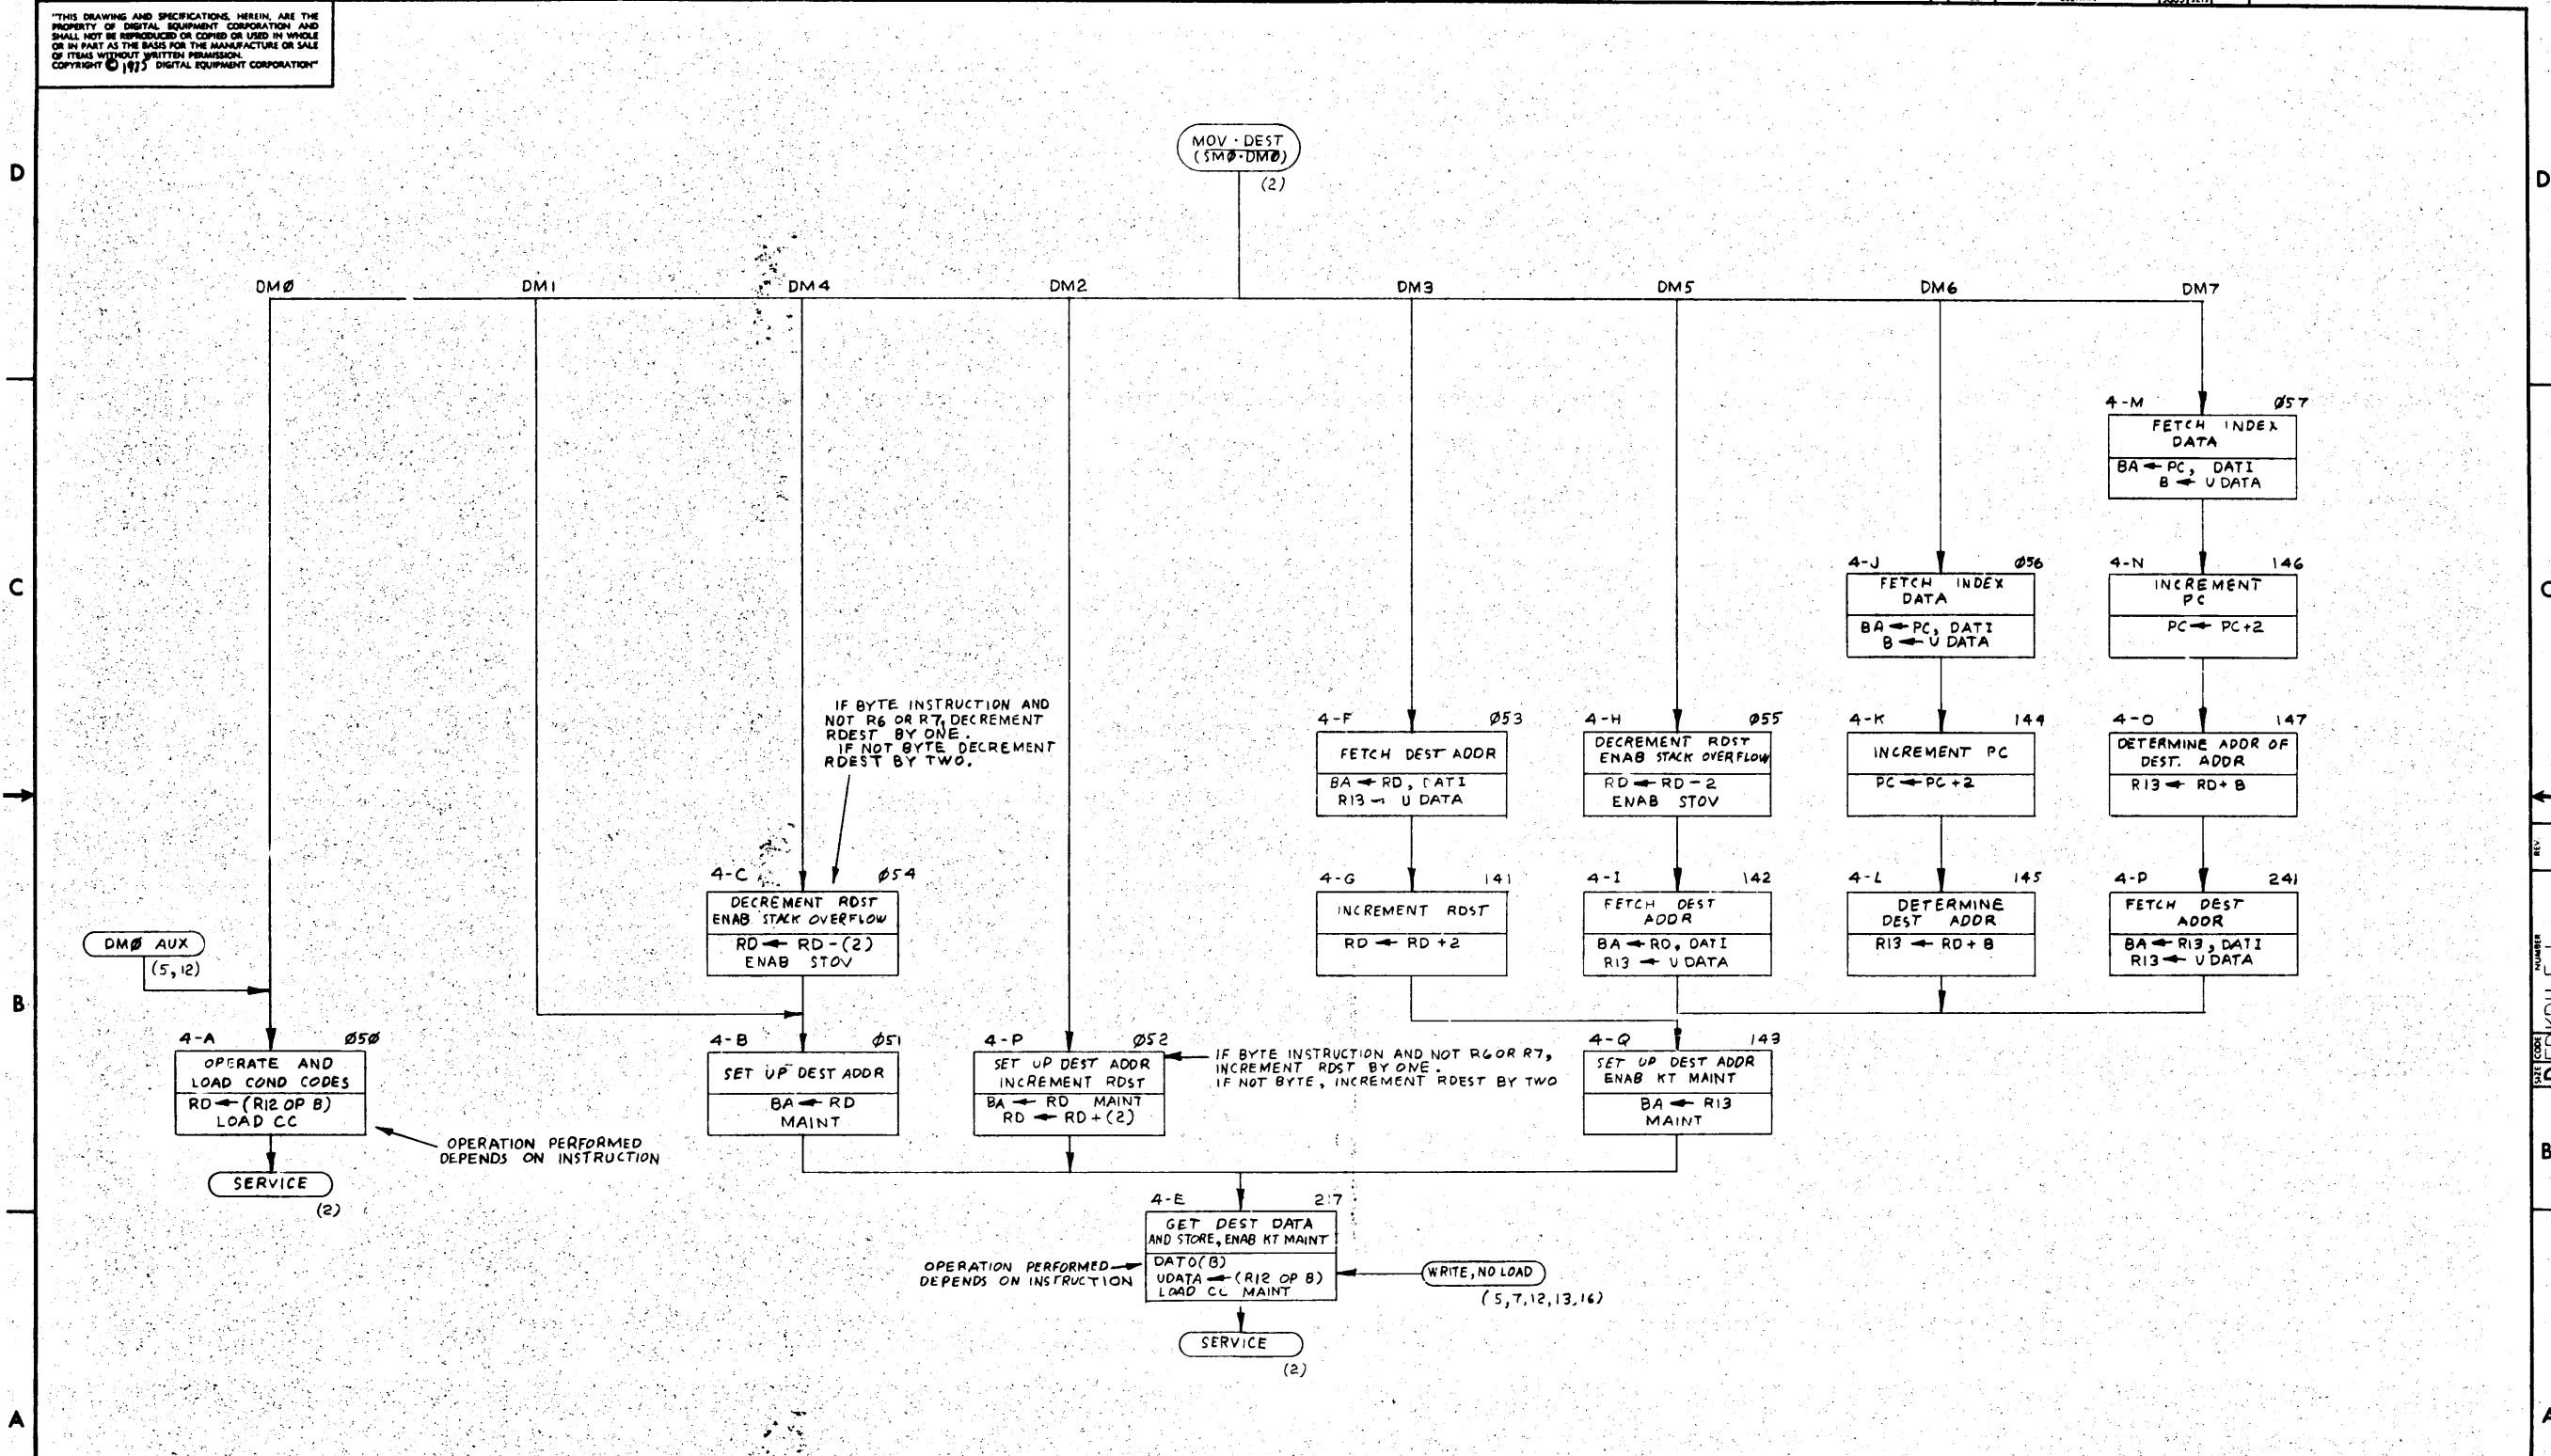 "THIS DRAWING AND SPECIFICATIONS, HEREIN, ARE THE
PROPERTY OF DIGITAL EQUIPMENT CORPORATION AND
SHALL NOT BE REPRODUCED OR COPIED OR USED IN WHOLE
OR IN PART AS THE BASIS FOR THE MANUFACTURE OR SALE
OF ITEMS WITHOUT WRITTEN PERMISSION.
COPYRIGHT © 1975 DIGITAL EQUIPMENT CORPORATION"
MOV · DEST
(SMØ·DMØ)
(2)
D
D
DMØ
DM1
DM4
DM2
DM3
DM5
DM6
DM7
4-M Ø57
FETCH INDEX
DATA
BA ← PC, DATI
B ← U DATA
C
C
4-J Ø56
FETCH INDEX
DATA
BA ← PC, DATI
B ← U DATA
4-N 146
INCREMENT
PC
PC ← PC+2
IF BYTE INSTRUCTION AND
NOT R6 OR R7, DECREMENT
RDEST BY ONE.
IF NOT BYTE DECREMENT
RDEST BY TWO.
4-F Ø53
FETCH DEST ADDR
BA ← RD, DATI
R13 ← U DATA
4-H Ø55
DECREMENT RDST
ENAB STACK OVERFLOW
RD ← RD - 2
ENAB STOV
4-K 144
INCREMENT PC
PC ← PC +2
4-O 147
DETERMINE ADDR OF
DEST. ADDR
R13 ← RD+ B
REV.
4-C Ø54
DECREMENT RDST
ENAB STACK OVERFLOW
RD ← RD -(2)
ENAB STOV
4-G 141
INCREMENT RDST
RD ← RD +2
4-I 142
FETCH DEST
ADDR
BA ← RD, DATI
R13 ← U DATA
4-L 145
DETERMINE
DEST ADDR
R13 ← RD + B
4-P 241
FETCH DEST
ADDR
BA ← R13, DATI
R13 ← U DATA
NUMBER
DMØ AUX
(5,12)
B
4-A Ø5Ø
OPERATE AND
LOAD COND CODES
RD ← (R12 OP B)
LOAD CC
4-B Ø51
SET UP DEST ADDR
BA ← RD
MAINT
4-P Ø52
SET UP DEST ADDR
INCREMENT RDST
BA ← RD MAINT
RD ← RD + (2)
IF BYTE INSTRUCTION AND NOT R6 OR R7,
INCREMENT RDST BY ONE.
IF NOT BYTE, INCREMENT RDEST BY TWO
4-Q 143
SET UP DEST ADDR
ENAB KT MAINT
BA ← R13
MAINT
SIZE CODE
D
OPERATION PERFORMED
DEPENDS ON INSTRUCTION
B
SERVICE
(2)
4-E 217
GET DEST DATA
AND STORE, ENAB KT MAINT
DATO(B)
UDATA ← (R12 OP B)
LOAD CC MAINT
OPERATION PERFORMED
DEPENDS ON INSTRUCTION
WRITE, NO LOAD
(5,7,12,13,16)
SERVICE
(2)
A
A